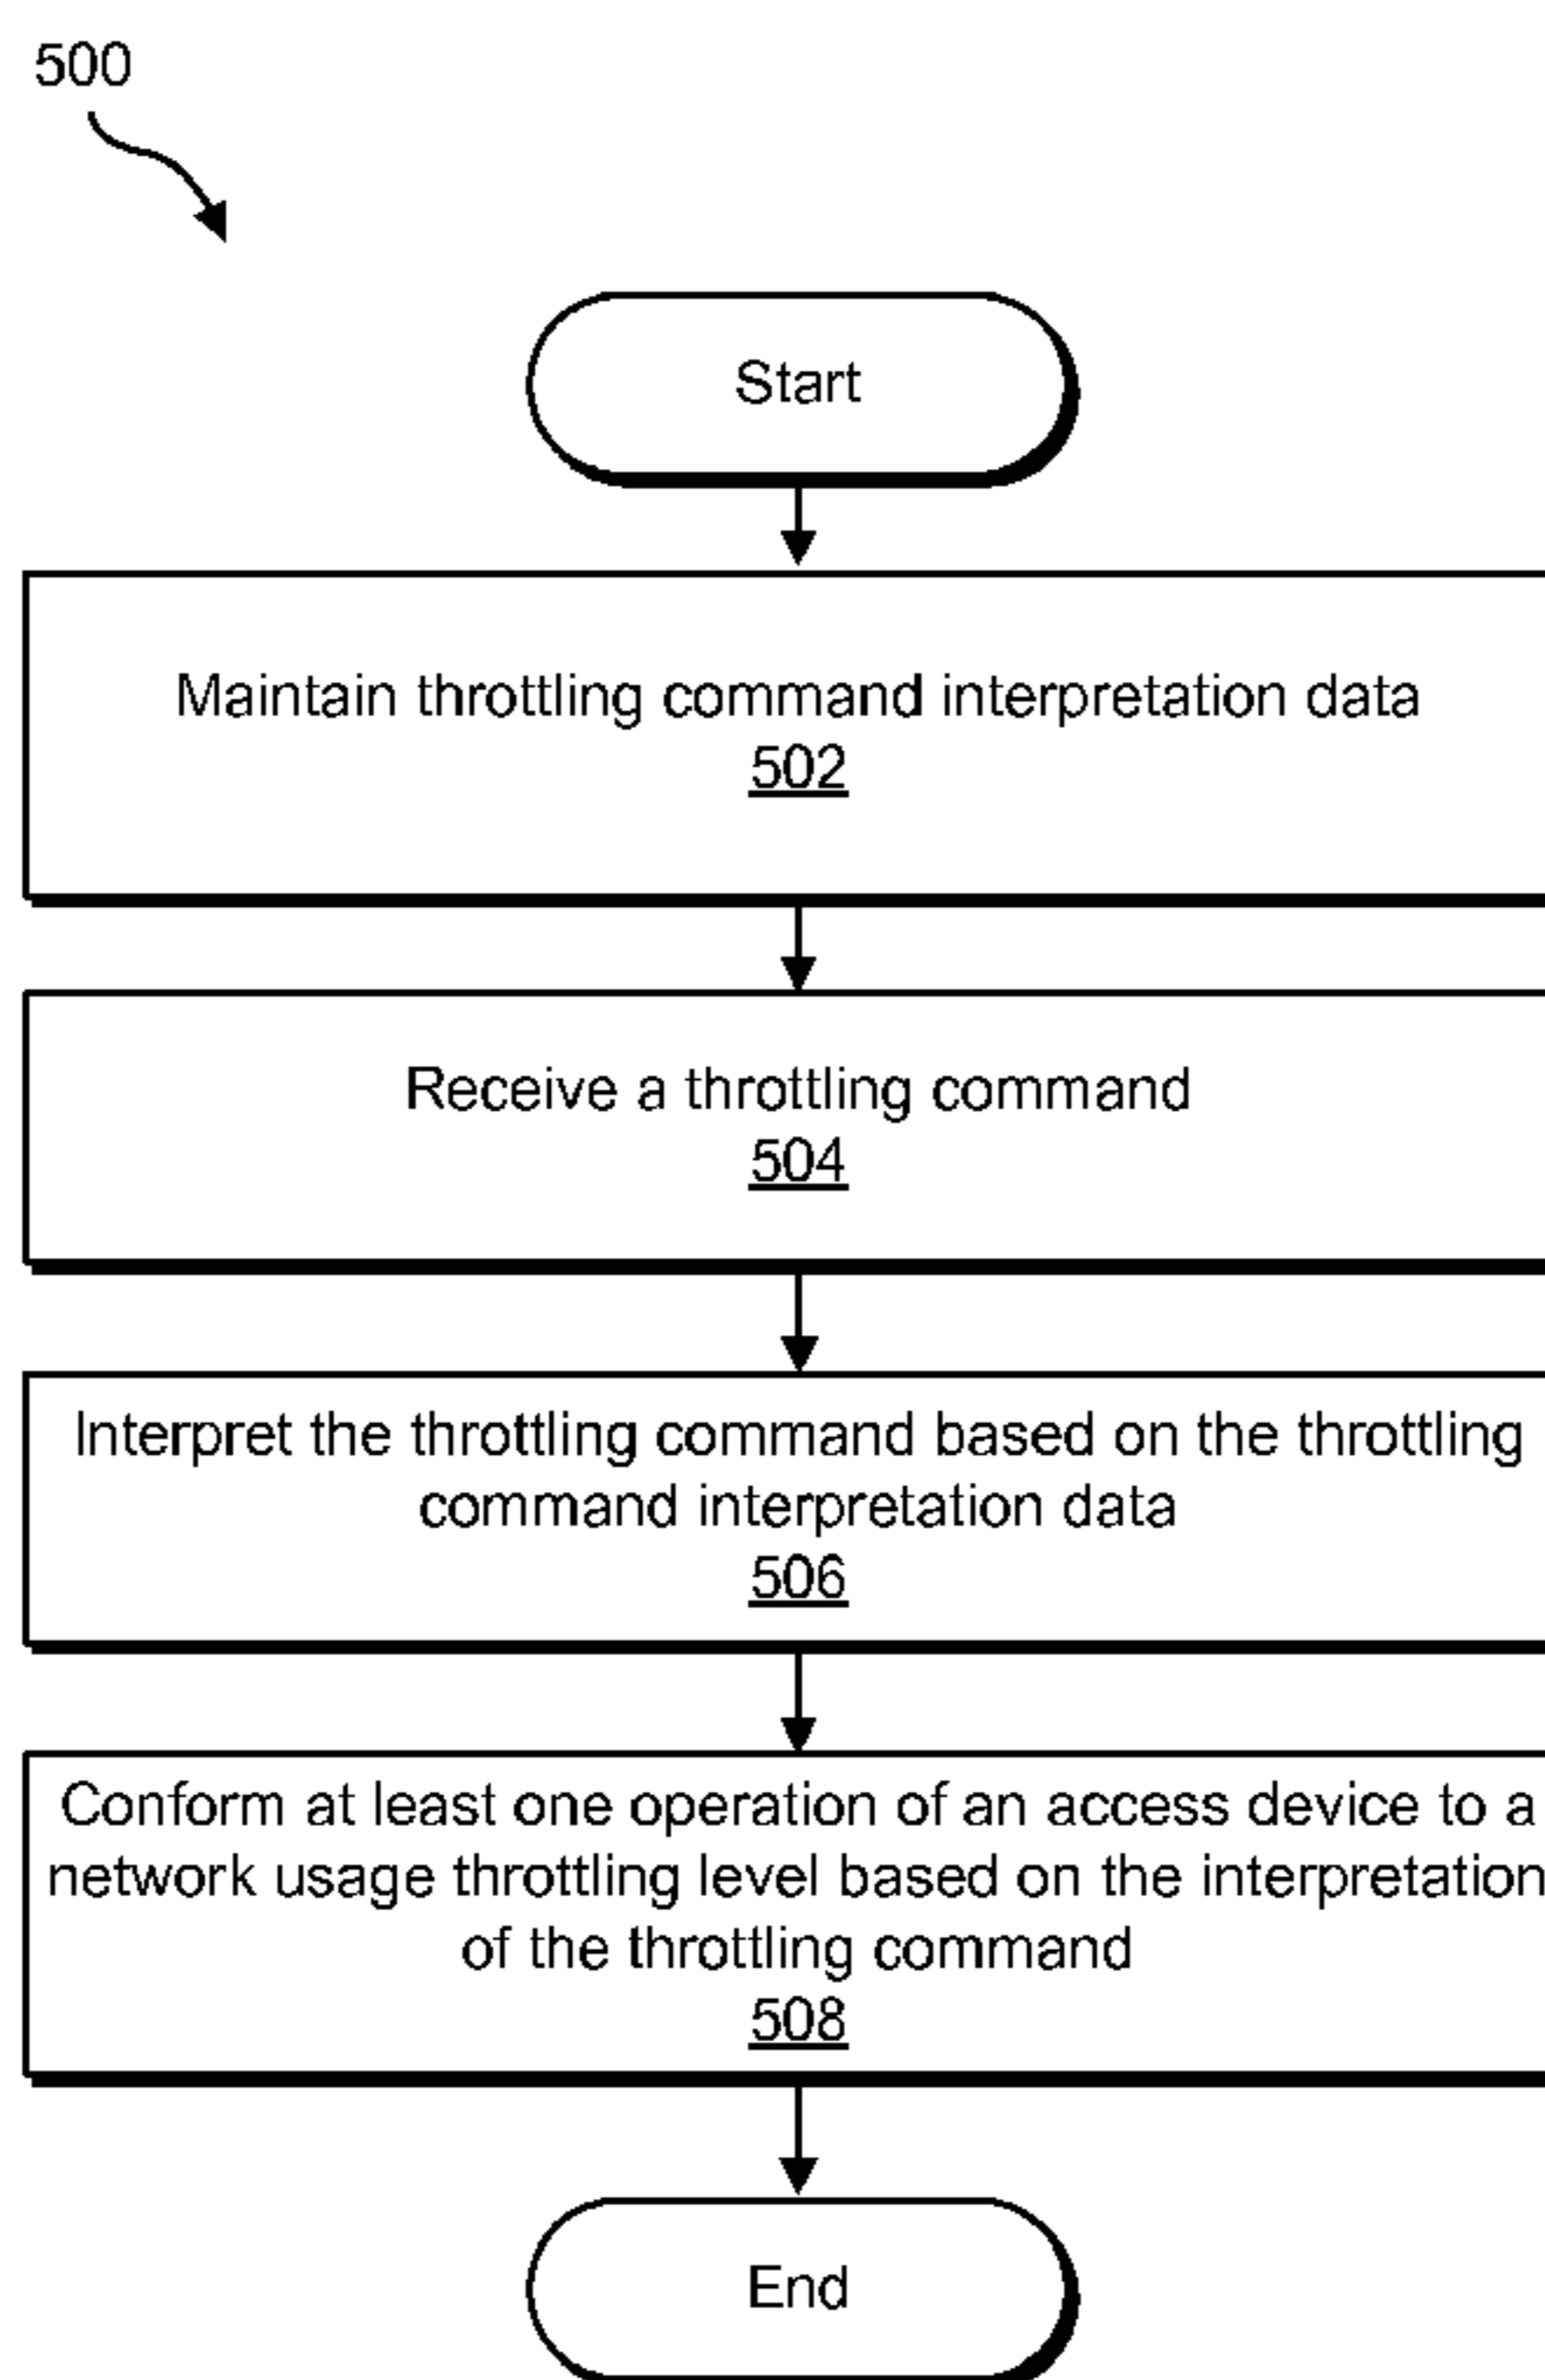 500
Start
Maintain throttling command interpretation data
502
Receive a throttling command
504
Interpret the throttling command based on the throttling
command interpretation data
506
Conform at least one operation of an access device to a
network usage throttling level based on the interpretation
of the throttling command
508
End